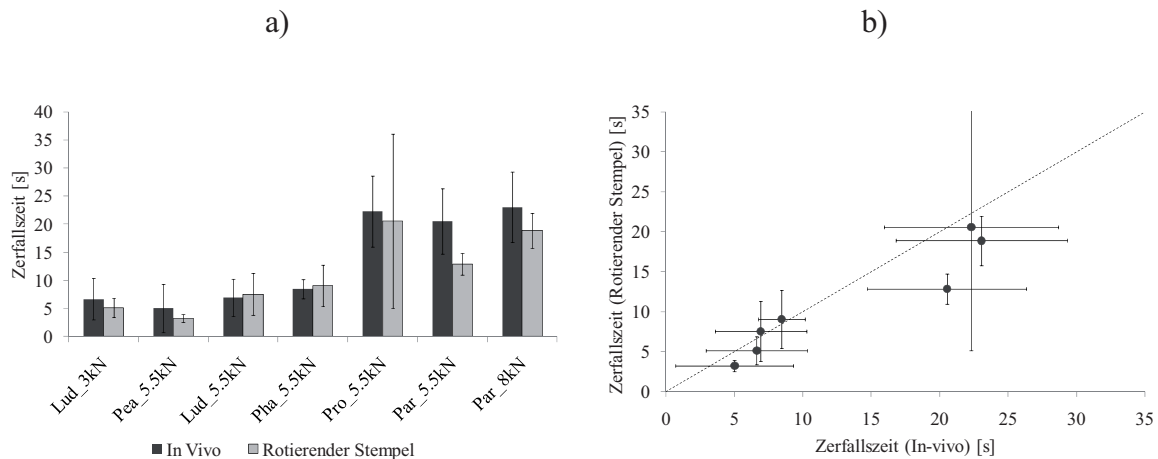 a)
Zerfallszeit [s]
40
35
30
25
20
15
10
5
0
Lud_3kN
Pea_5.5kN
Lud_5.5kN
Pha_5.5kN
Pro_5.5kN
Par_5.5kN
Par_8kN
In Vivo
Rotierender Stempel
b)
Zerfallszeit (Rotierender Stempel) [s]
35
30
25
20
15
10
5
0
0
5
10
15
20
25
30
35
Zerfallszeit (In-vivo) [s]